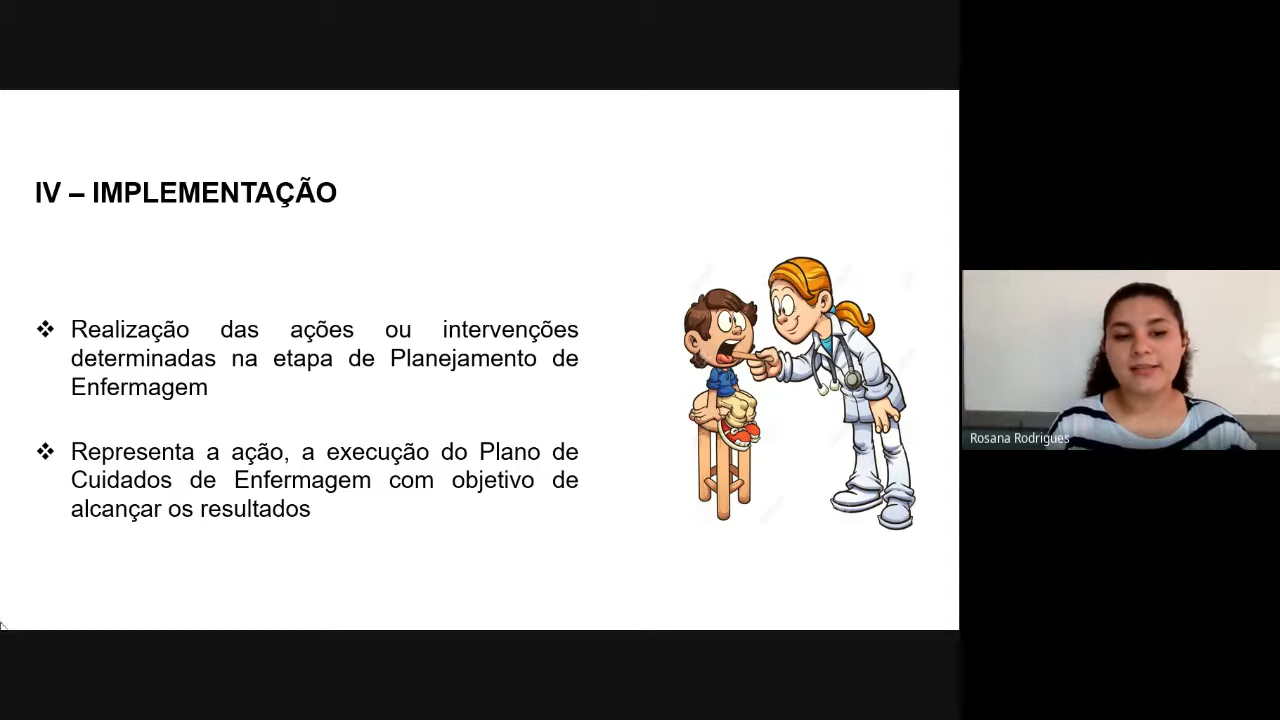 IV – IMPLEMENTAÇÃO
❖ Realização das ações ou intervenções
determinadas na etapa de Planejamento de
Enfermagem
❖ Representa a ação, a execução do Plano de
Cuidados de Enfermagem com objetivo de
alcançar os resultados
Rosana Rodrigues